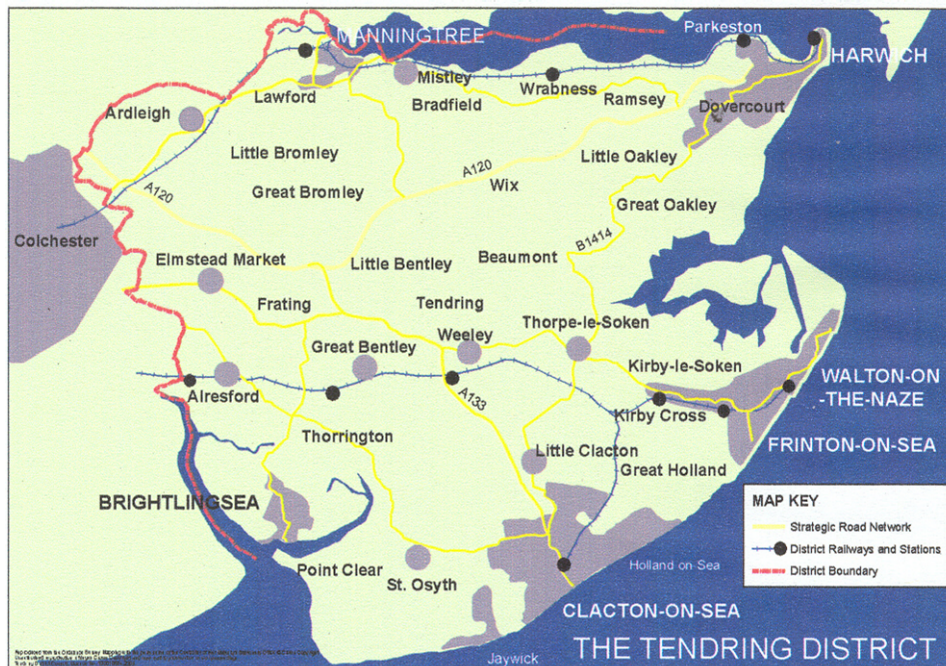 MANNINGTREE
Parkeston
HARWICH
Mistley
Wrabness
Lawford
Bradfield
Ramsey
Dovercourt
Ardleigh
Little Bromley
Little Oakley
A120
A120
Great Bromley
Wix
Great Oakley
Colchester
B1414
Elmstead Market
Little Bentley
Beaumont
Frating
Tendring
Thorpe-le-Soken
Great Bentley
Weeley
Kirby-le-Soken
WALTON-ON
-THE-NAZE
Alresford
A133
Kirby Cross
Thorrington
FRINTON-ON-SEA
Little Clacton
Great Holland
BRIGHTLINGSEA
MAP KEY
Strategic Road Network
District Railways and Stations
District Boundary
Point Clear
St. Osyth
Holland-on-Sea
CLACTON-ON-SEA
THE TENDRING DISTRICT
Jaywick